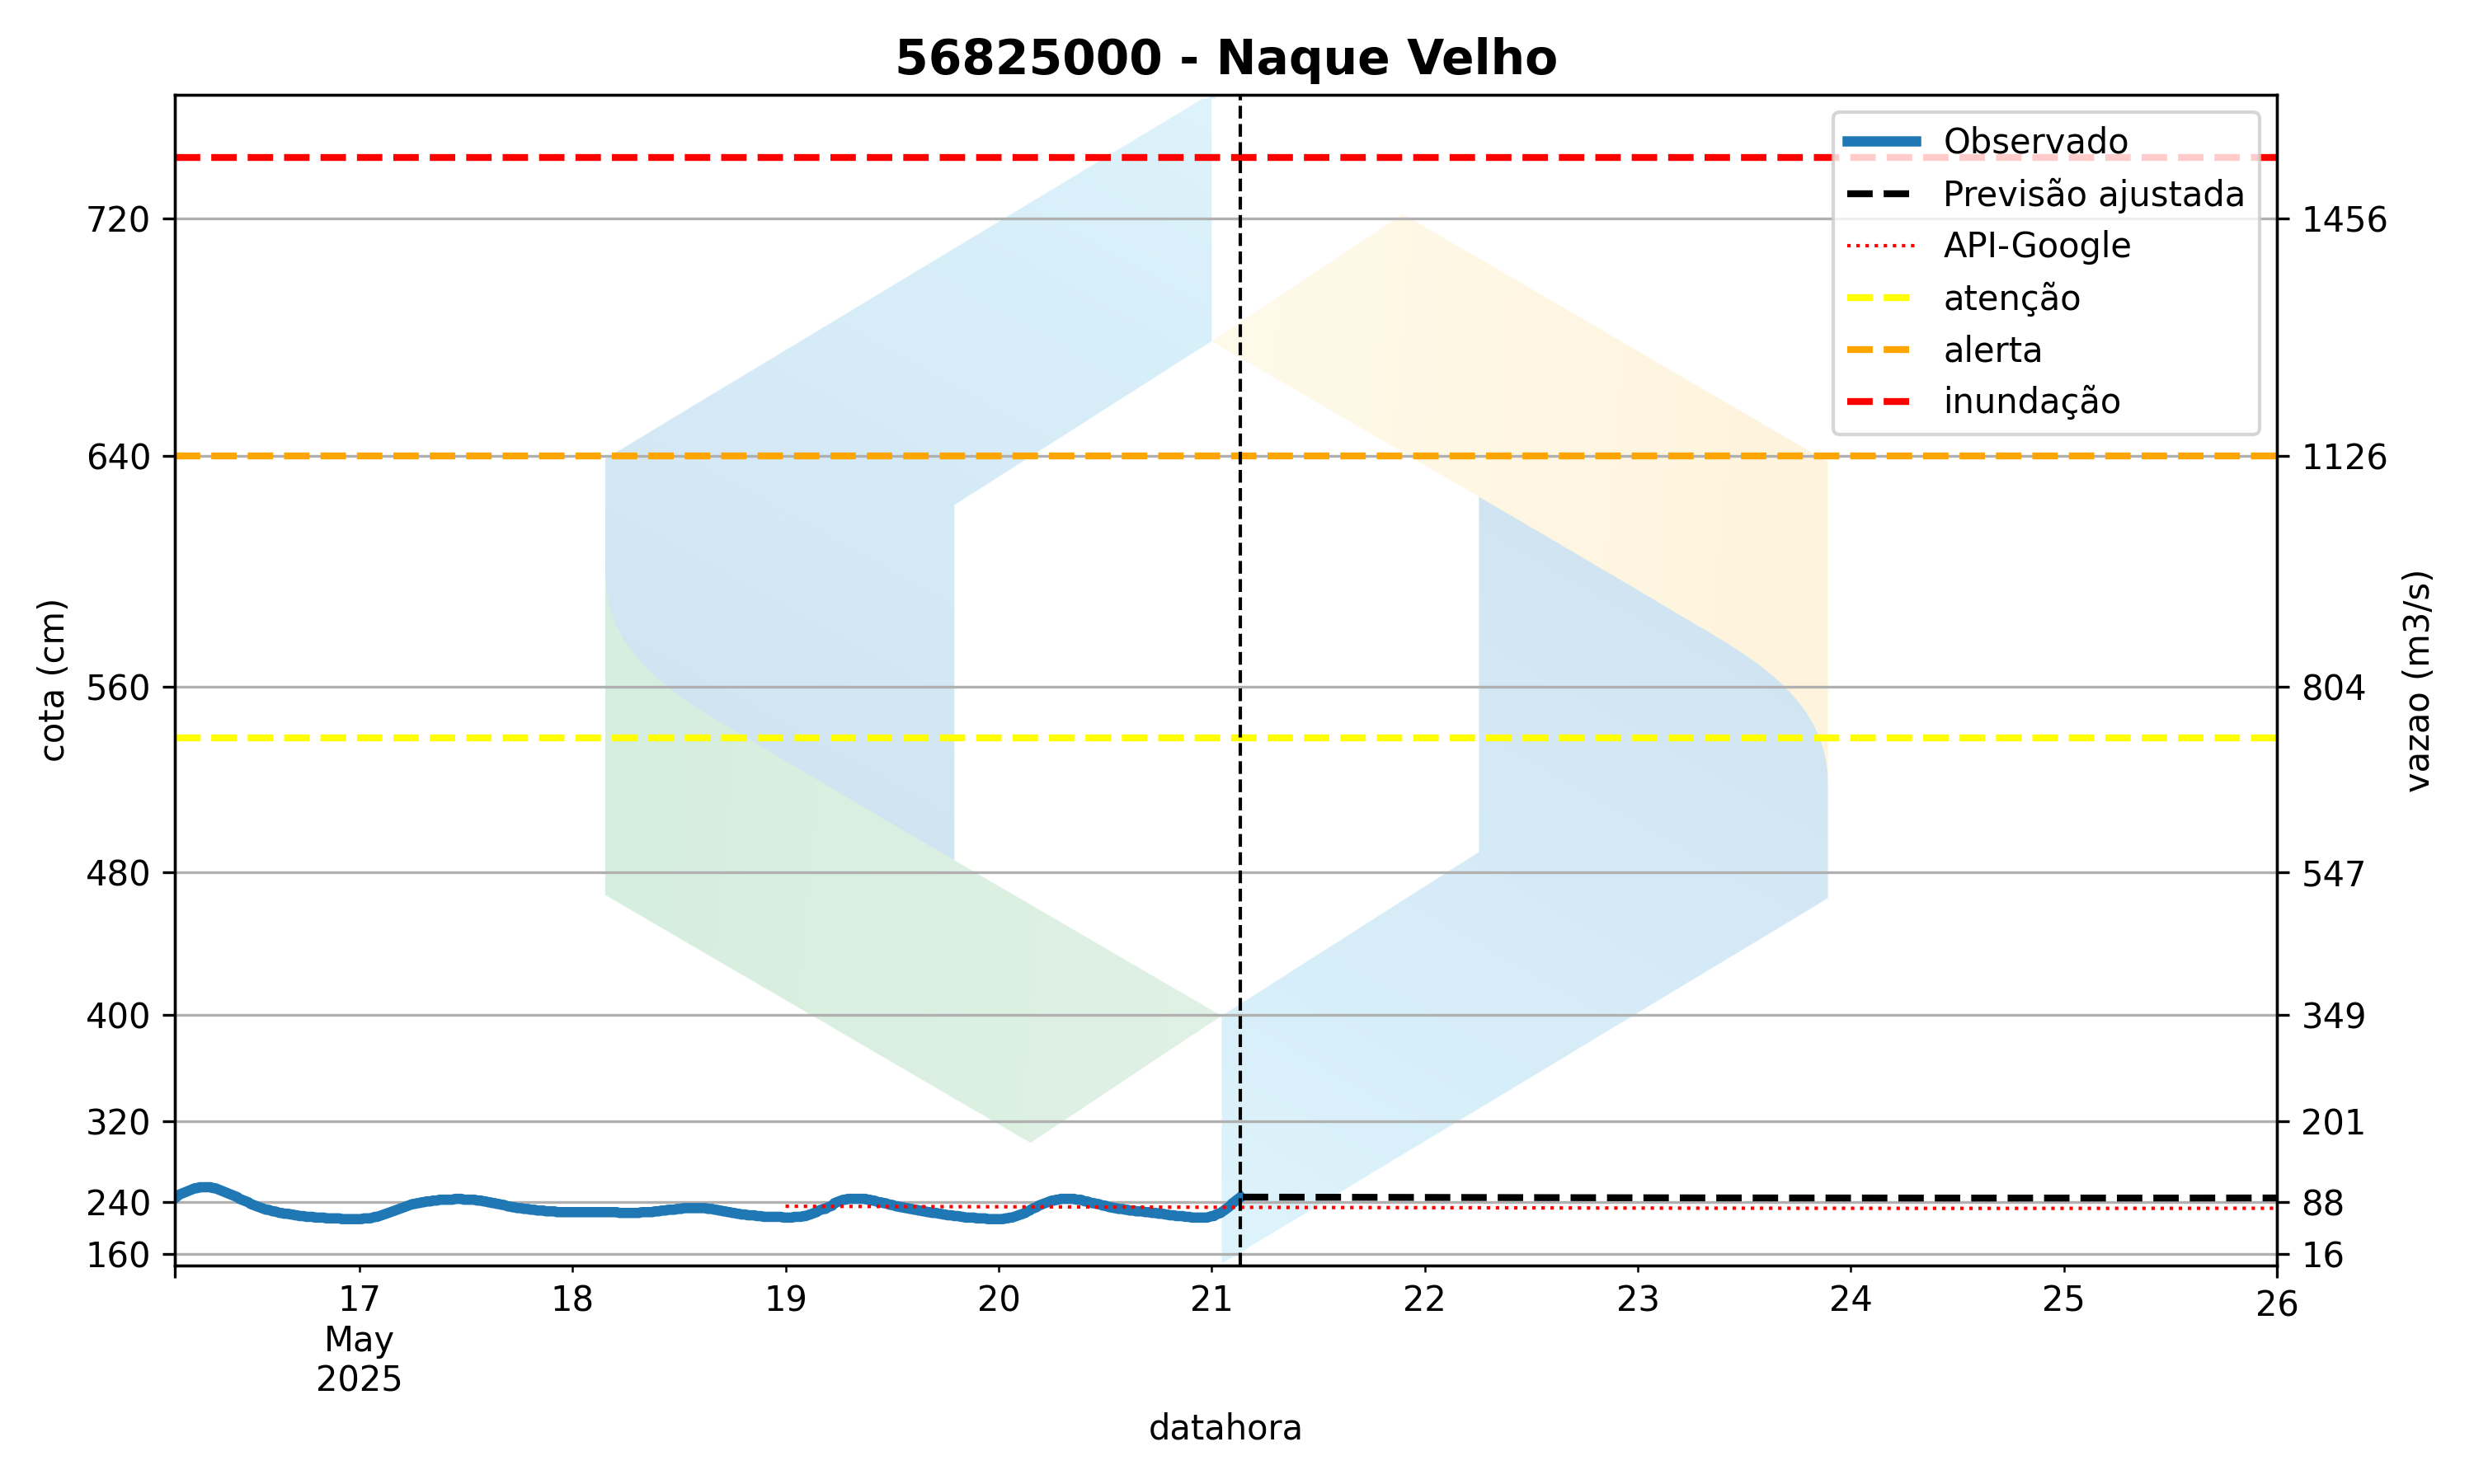 56825000 - Naque Velho
Observado
Previsão ajustada
API-Google
atenção
alerta
inundação
720
640
560
480
400
320
240
160
cota (cm)
1456
1126
804
547
349
201
88
16
vazao (m3/s)
17
18
19
20
21
22
23
24
25
26
May
2025
datahora